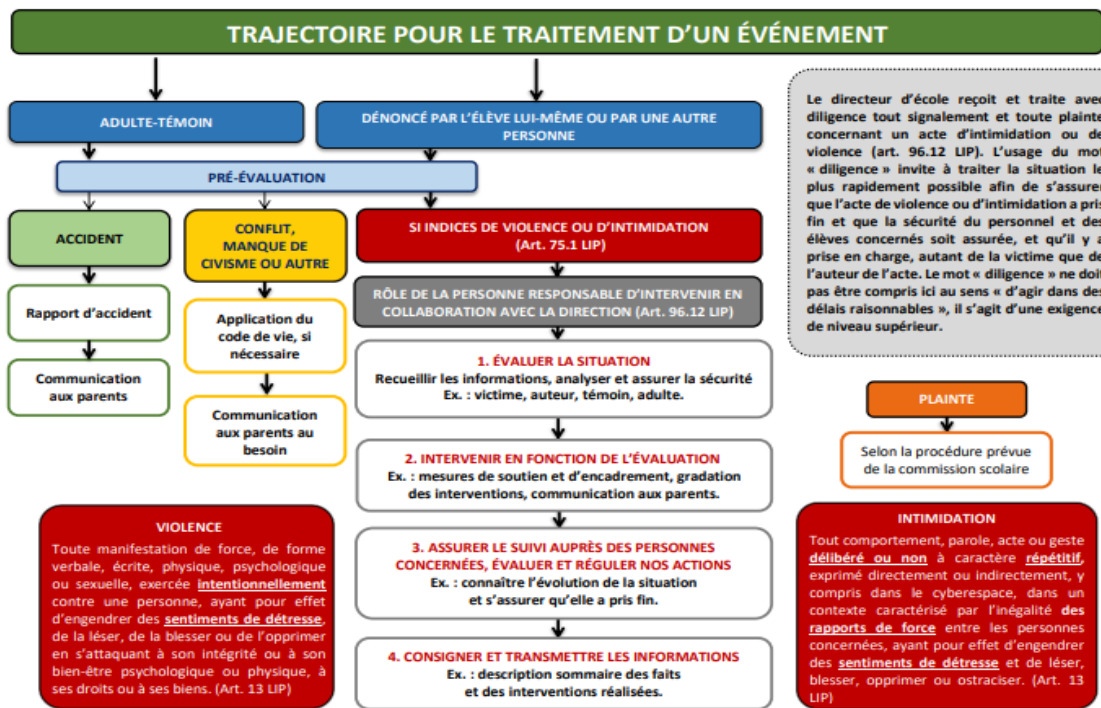 TRAJECTOIRE POUR LE TRAITEMENT D'UN ÉVÉNEMENT
ADULTE-TÉMOIN
DÉNONCÉ PAR L'ÉLÈVE LUI-MÊME OU PAR UNE AUTRE
PERSONNE
PRÉ-ÉVALUATION
ACCIDENT
Rapport d'accident
Communication
aux parents
CONFLIT,
MANQUE DE
CIVISME OU AUTRE
Application du
code de vie, si
nécessaire
Communication
aux parents au
besoin
SI INDICES DE VIOLENCE OU D'INTIMIDATION
(Art. 75.1 LIP)
RÔLE DE LA PERSONNE RESPONSABLE D'INTERVENIR EN
COLLABORATION AVEC LA DIRECTION (Art. 96.12 LIP)
1. ÉVALUER LA SITUATION
Recueillir les informations, analyser et assurer la sécurité
Ex. : victime, auteur, témoin, adulte.
2. INTERVENIR EN FONCTION DE L'ÉVALUATION
Ex. : mesures de soutien et d'encadrement, gradation
des interventions, communication aux parents.
3. ASSURER LE SUIVI AUPRÈS DES PERSONNES
CONCERNÉES, ÉVALUER ET RÉGULER NOS ACTIONS
Ex. : connaître l'évolution de la situation
et s'assurer qu'elle a pris fin.
4. CONSIGNER ET TRANSMETTRE LES INFORMATIONS
Ex. : description sommaire des faits
et des interventions réalisées.
Le directeur d'école reçoit et traite avec
diligence tout signalement et toute plainte
concernant un acte d'intimidation ou de
violence (art. 96.12 LIP). L'usage du mot
« diligence » invite à traiter la situation le
plus rapidement possible afin de s'assurer
que l'acte de violence ou d'intimidation a pris
fin et que la sécurité du personnel et des
élèves concernés soit assurée, et qu'il y a
prise en charge, autant de la victime que de
l'auteur de l'acte. Le mot « diligence » ne doit
pas être compris ici au sens « d'agir dans des
délais raisonnables », il s'agit d'une exigence
de niveau supérieur.
PLAINTE
Selon la procédure prévue
de la commission scolaire
VIOLENCE
Toute manifestation de force, de forme
verbale, écrite, physique, psychologique
ou sexuelle, exercée intentionnellement
contre une personne, ayant pour effet
d'engendrer des sentiments de détresse,
de la léser, de la blesser ou de l'opprimer
en s'attaquant à son intégrité ou à son
bien-être psychologique ou physique, à
ses droits ou à ses biens. (Art. 13 LIP)
INTIMIDATION
Tout comportement, parole, acte ou geste
délibéré ou non à caractère répétitif,
exprimé directement ou indirectement, y
compris dans le cyberespace, dans un
contexte caractérisé par l'inégalité des
rapports de force entre les personnes
concernées, ayant pour effet d'engendrer
des sentiments de détresse et de léser,
blesser, opprimer ou ostraciser. (Art. 13
LIP)